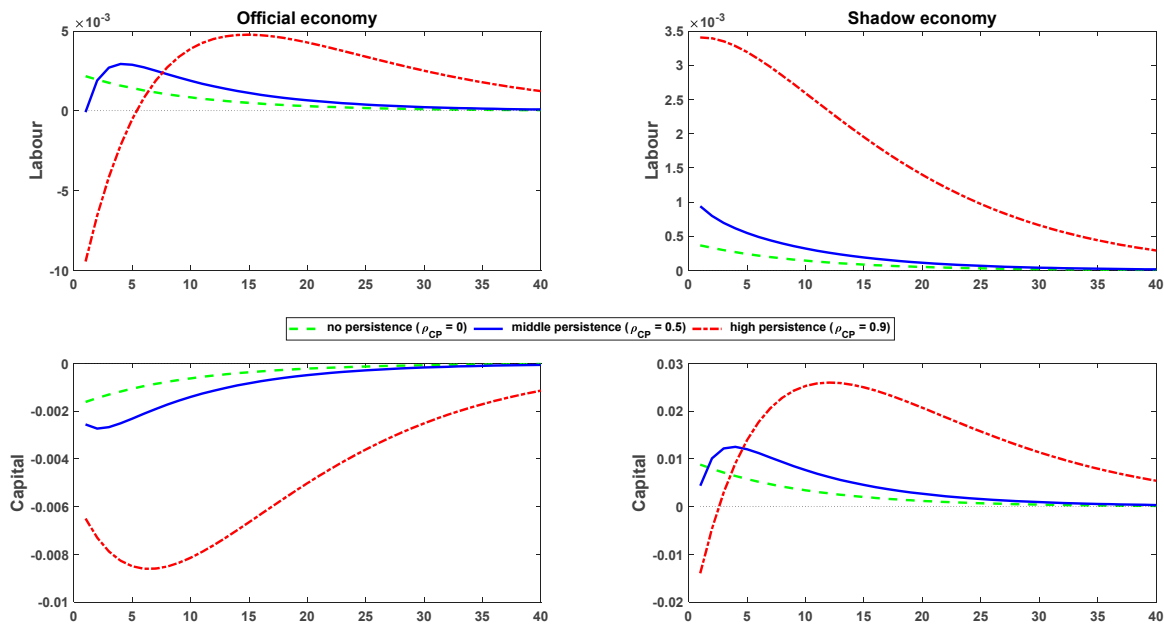 Official economy
×10⁻³
5
0
-5
-10
Labour
0 5 10 15 20 25 30 35 40
Shadow economy
×10⁻³
3.5
3
2.5
2
1.5
1
0.5
0
Labour
0 5 10 15 20 25 30 35 40
no persistence (ρCP = 0) middle persistence (ρCP = 0.5) high persistence (ρCP = 0.9)
0
-0.002
-0.004
-0.006
-0.008
-0.01
Capital
0 5 10 15 20 25 30 35 40
0.03
0.02
0.01
0
-0.01
-0.02
Capital
0 5 10 15 20 25 30 35 40